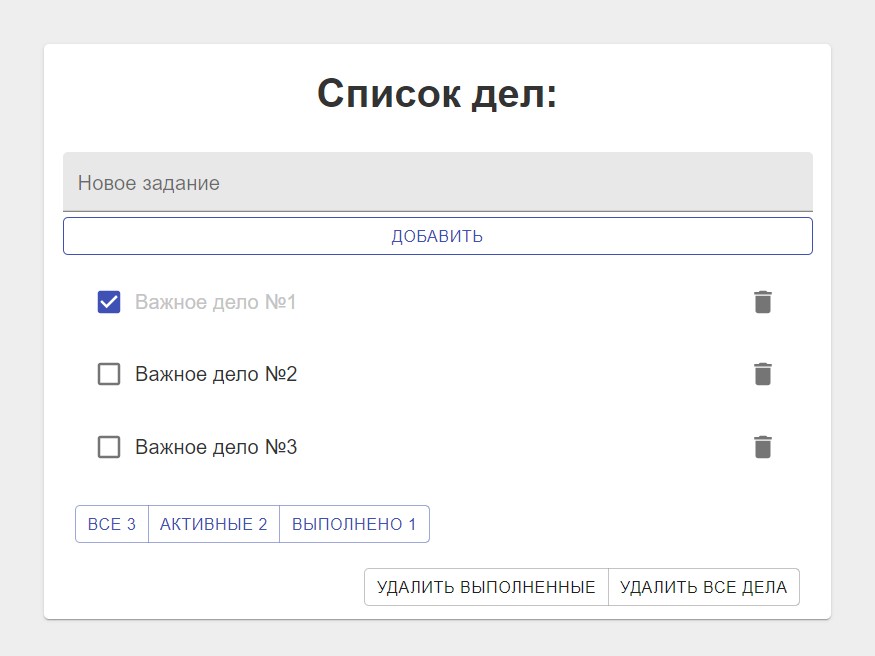 Список дел:
Новое задание
ДОБАВИТЬ
Важное дело №1
Важное дело №2
Важное дело №3
ВСЕ 3 АКТИВНЫЕ 2 ВЫПОЛНЕНО 1
УДАЛИТЬ ВЫПОЛНЕННЫЕ УДАЛИТЬ ВСЕ ДЕЛА